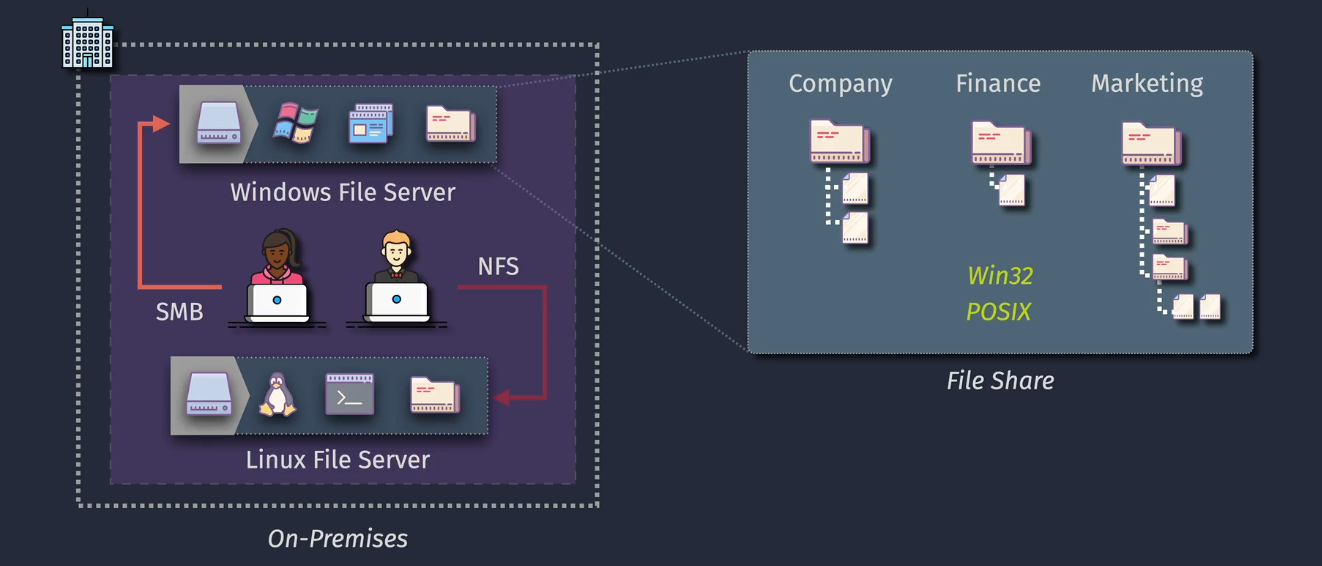 Company
Finance
Marketing
Windows File Server
NFS
SMB
Win32
POSIX
>_
Linux File Server
File Share
On-Premises